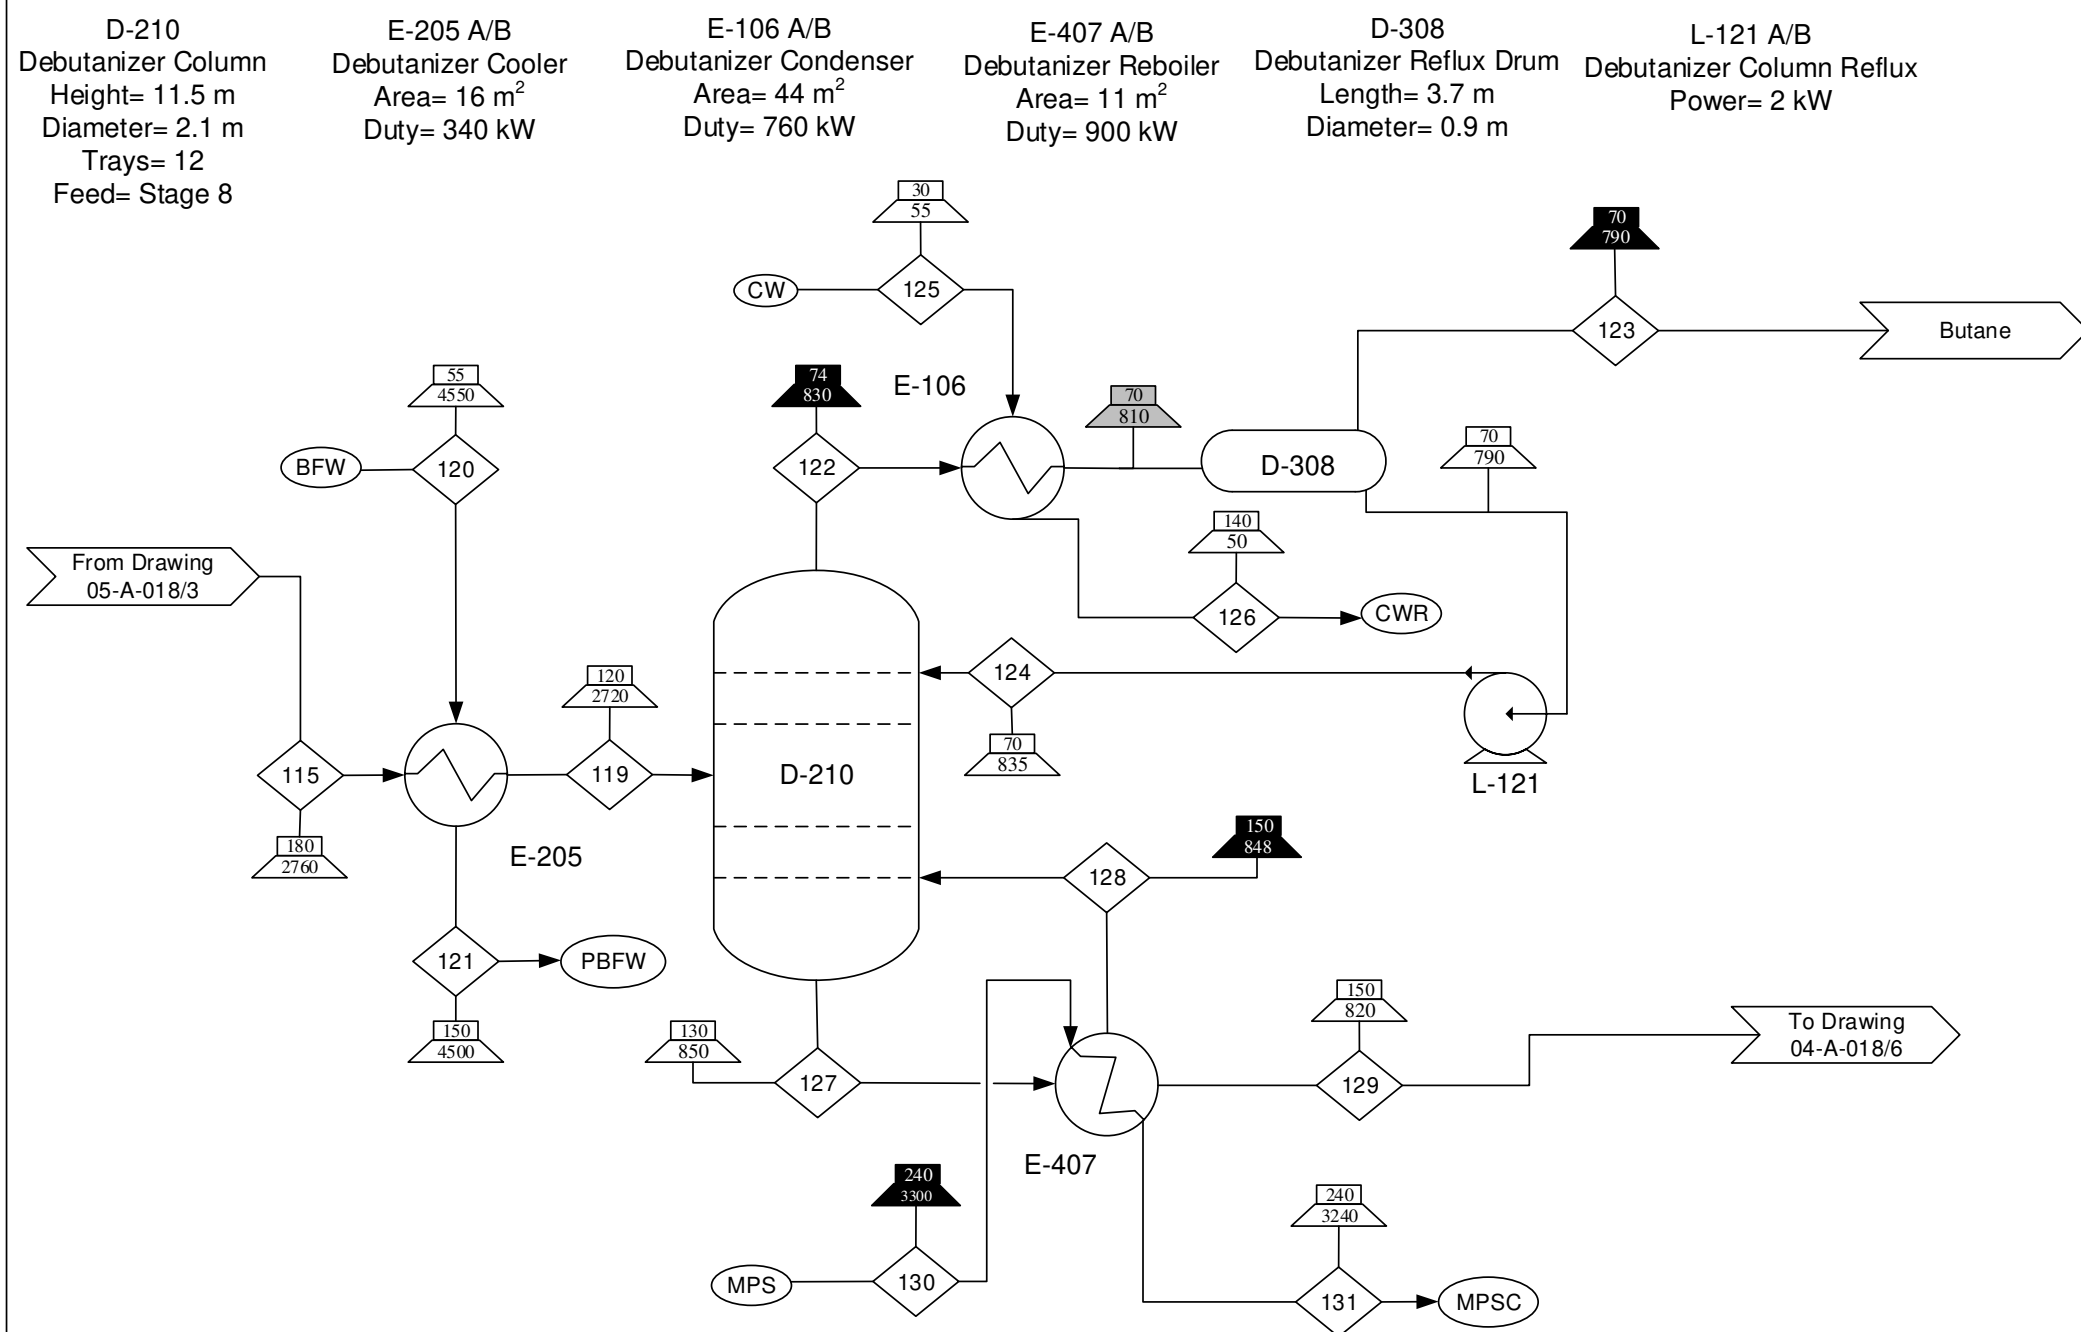 D-210
Debutanizer Column
Height= 11.5 m
Diameter= 2.1 m
Trays= 12
Feed= Stage 8
E-205 A/B
Debutanizer Cooler
Area= 16 m²
Duty= 340 kW
E-106 A/B
Debutanizer Condenser
Area= 44 m²
Duty= 760 kW
E-407 A/B
Debutanizer Reboiler
Area= 11 m²
Duty= 900 kW
D-308
Debutanizer Reflux Drum
Length= 3.7 m
Diameter= 0.9 m
L-121 A/B
Debutanizer Column Reflux
Power= 2 kW
30
55
70
790
CW
125
123
Butane
55
4550
74
830
E-106
70
810
70
790
BFW
120
122
D-308
140
50
From Drawing
05-A-018/3
126
CWR
120
2720
124
70
835
115
119
D-210
L-121
180
2760
E-205
150
848
128
121
PBFW
150
4500
130
850
150
820
To Drawing
04-A-018/6
127
129
E-407
240
3300
240
3240
MPS
130
131
MPSC